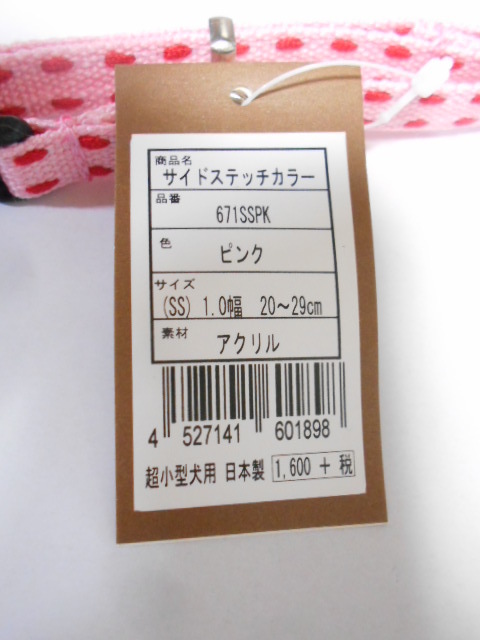 商品名
サイドステッチカラー
品番
671SSPK
色
ピンク
サイズ
(SS) 1.0幅 20〜29cm
素材
アクリル
4 527141 601898
超小型犬用 日本製 1,600 + 税